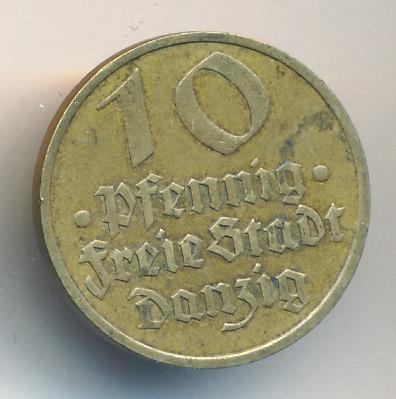 10
· Pfennig ·
Freie Stadt
Danzig